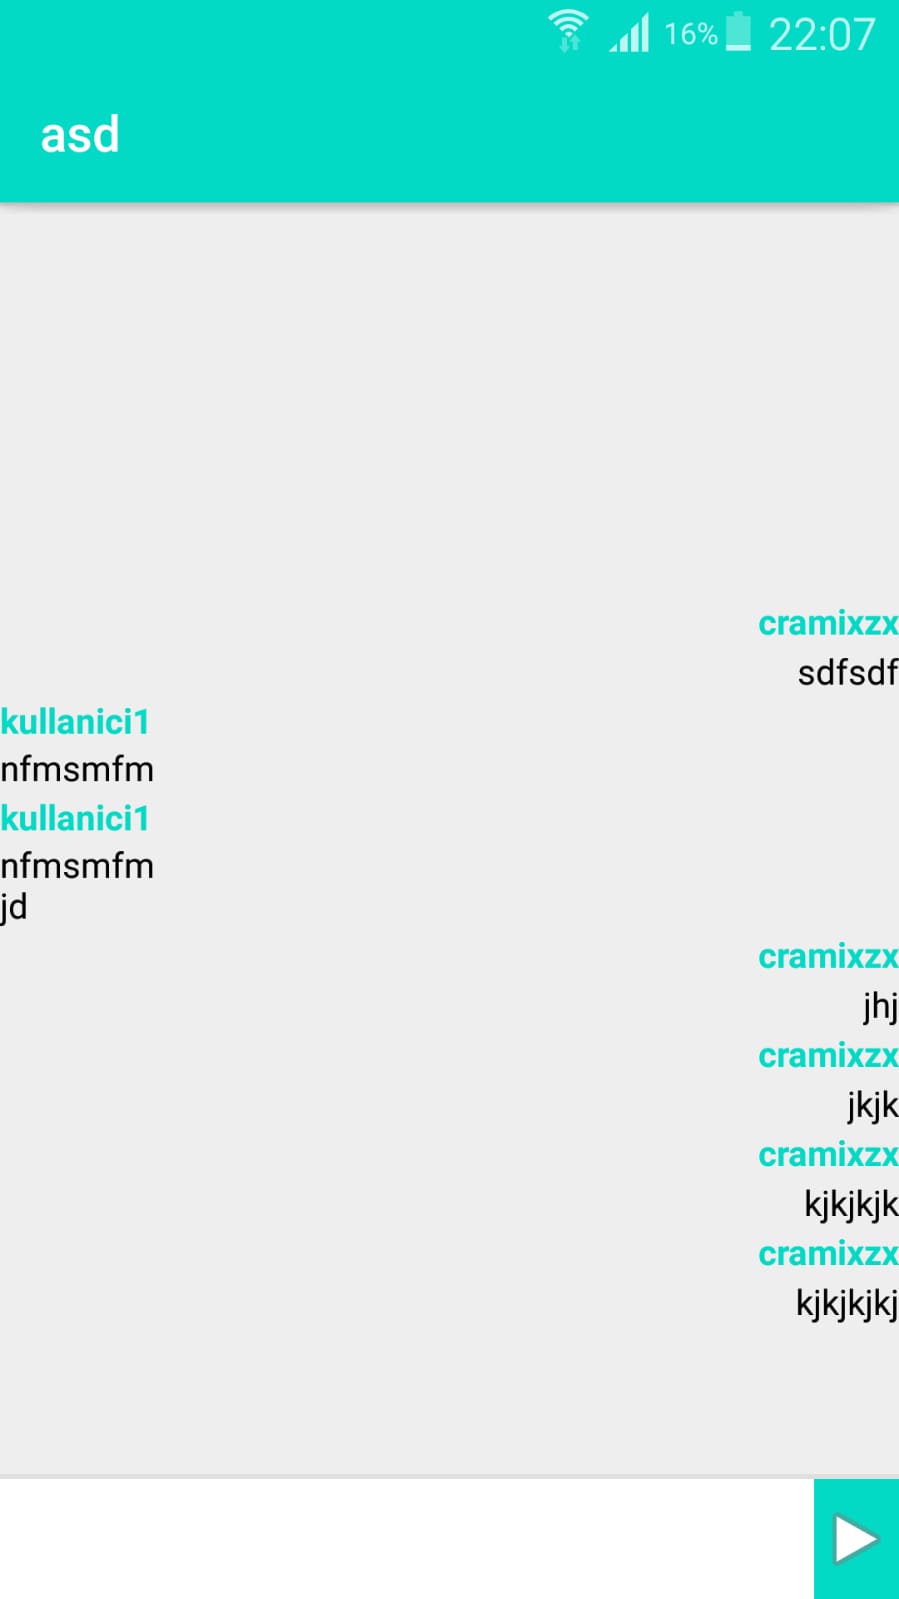 16% 22:07
asd
cramixzx
sdfsdf
kullanici1
nfmsmfm
kullanici1
nfmsmfm
jd
cramixzx
jhj
cramixzx
jkjk
cramixzx
kjkjkjk
cramixzx
kjkjkjkj